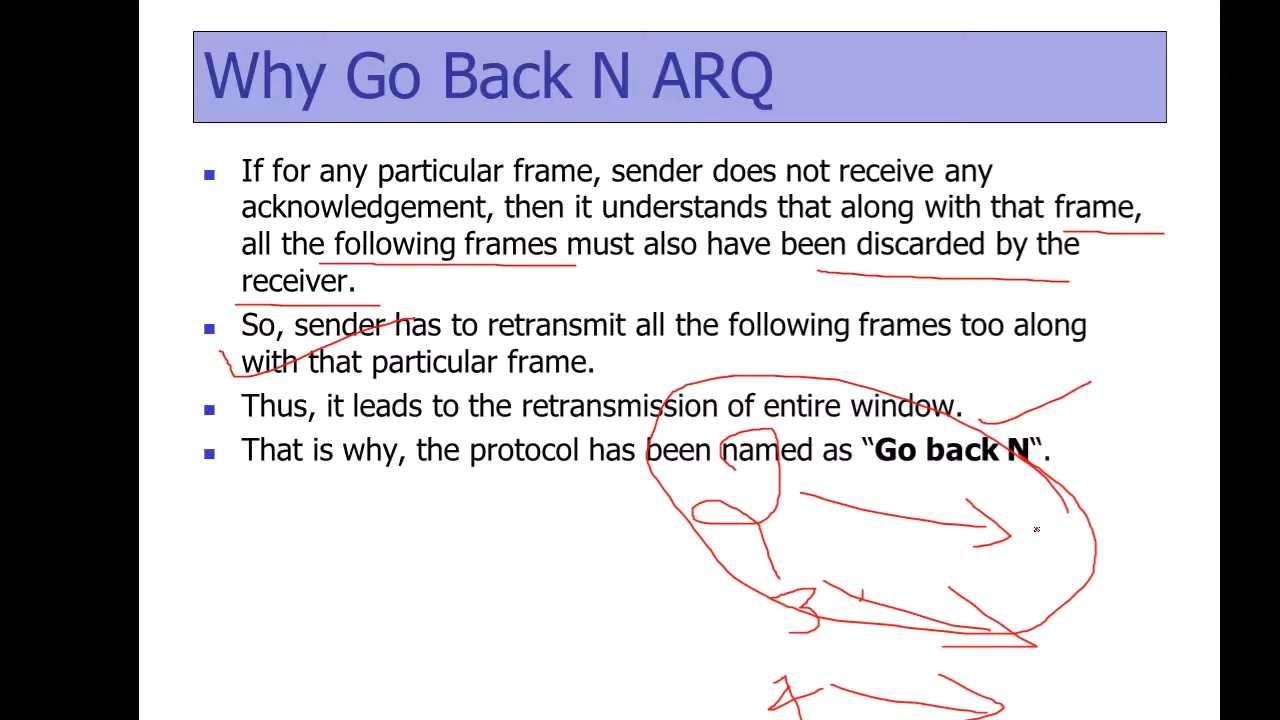 Why Go Back N ARQ
If for any particular frame, sender does not receive any
acknowledgement, then it understands that along with that frame,
all the following frames must also have been discarded by the
receiver.
So, sender has to retransmit all the following frames too along
with that particular frame.
Thus, it leads to the retransmission of entire window.
That is why, the protocol has been named as “Go back N“.
2
3
4